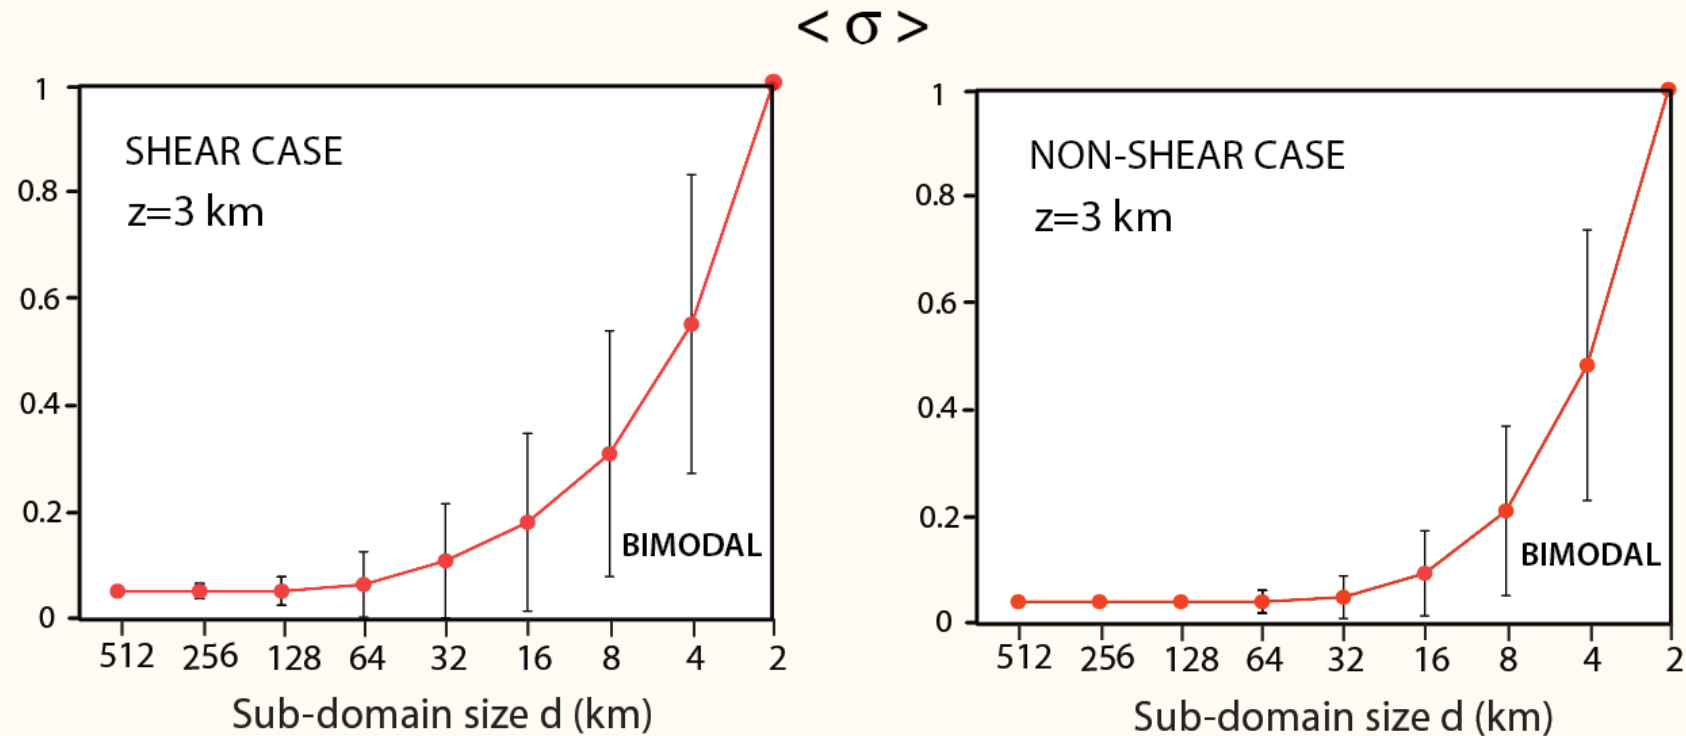 < σ >
SHEAR CASE
z=3 km
1
0.8
0.6
0.4
0.2
0
BIMODAL
512 256 128 64 32 16 8 4 2
Sub-domain size d (km)
NON-SHEAR CASE
z=3 km
1
0.8
0.6
0.4
0.2
0
BIMODAL
512 256 128 64 32 16 8 4 2
Sub-domain size d (km)